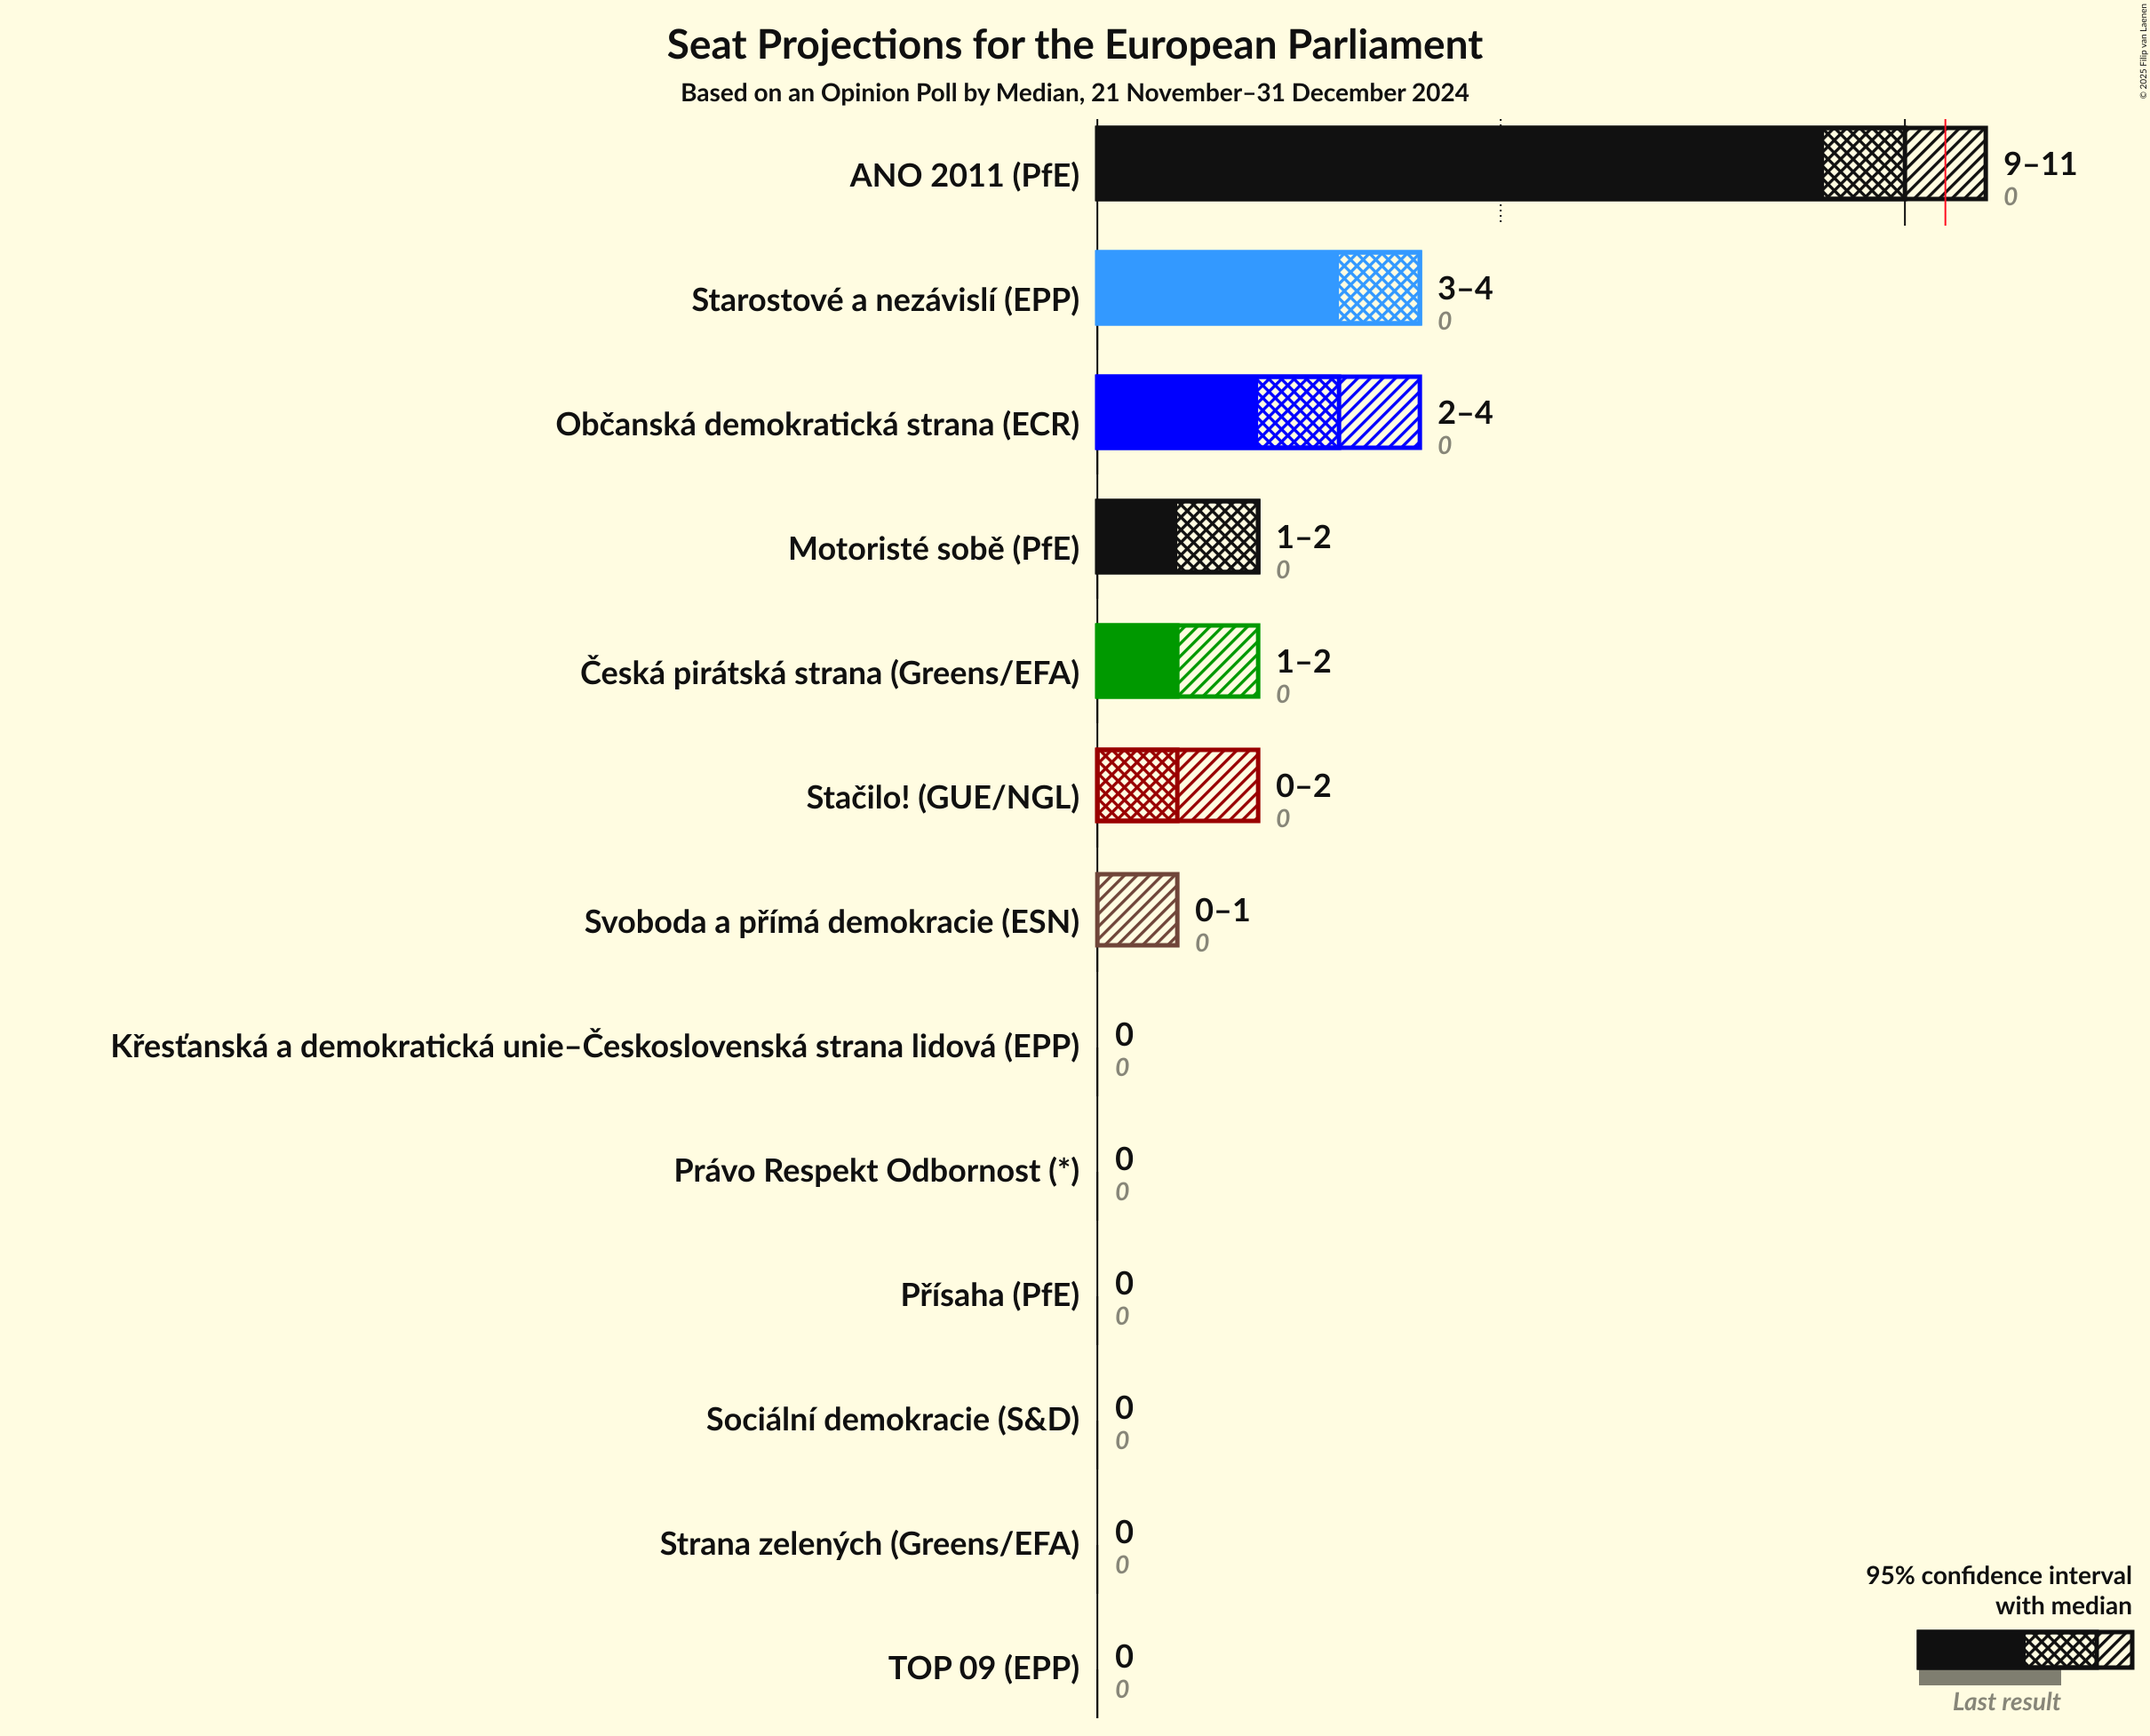 Seat Projections for the European Parliament
Based on an Opinion Poll by Median, 21 November–31 December 2024
© 2025 Filip van Laenen
ANO 2011 (PfE)
9–11
0
Starostové a nezávislí (EPP)
3–4
0
Občanská demokratická strana (ECR)
2–4
0
Motoristé sobě (PfE)
1–2
0
Česká pirátská strana (Greens/EFA)
1–2
0
Stačilo! (GUE/NGL)
0–2
0
Svoboda a přímá demokracie (ESN)
0–1
0
Křesťanská a demokratická unie–Československá strana lidová (EPP)
0
0
Právo Respekt Odbornost (*)
0
0
Přísaha (PfE)
0
0
Sociální demokracie (S&D)
0
0
Strana zelených (Greens/EFA)
0
0
TOP 09 (EPP)
0
0
95% confidence interval
with median
Last result